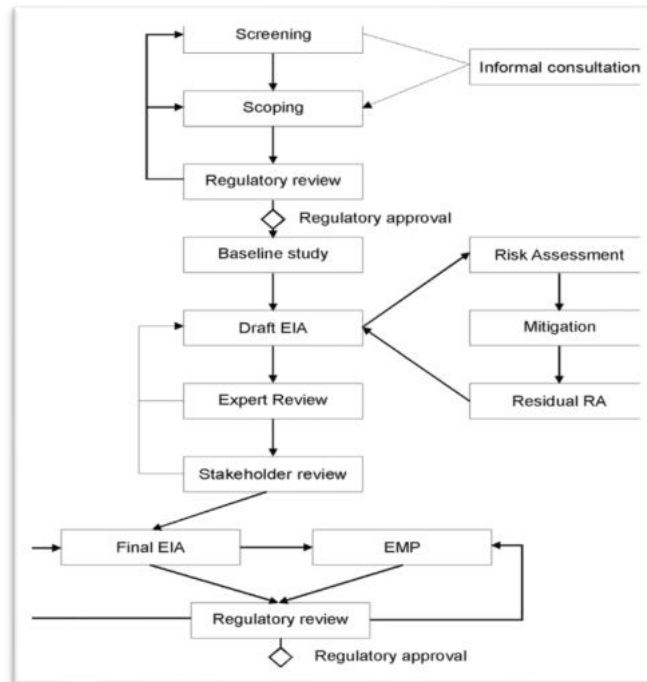 Screening
Informal consultation
Scoping
Regulatory review
Regulatory approval
Baseline study
Risk Assessment
Draft EIA
Mitigation
Expert Review
Residual RA
Stakeholder review
Final EIA
EMP
Regulatory review
Regulatory approval